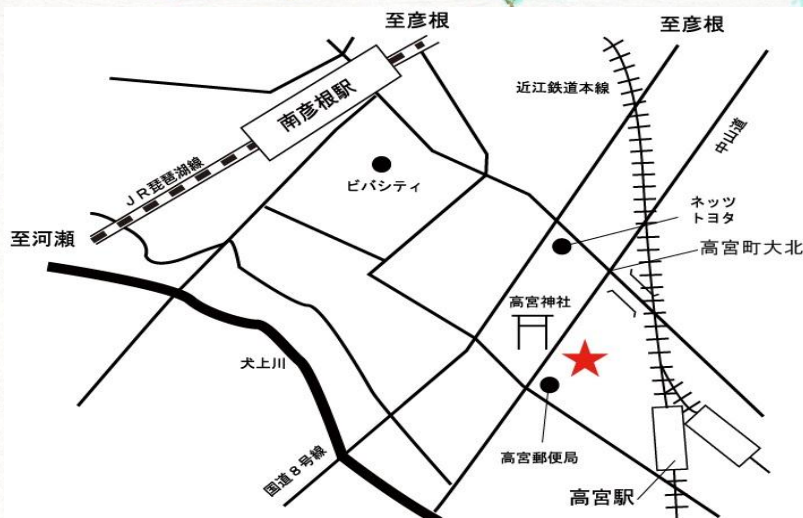 至彦根
至彦根
南彦根駅
近江鉄道本線
中山道
ビバシティ
JR琵琶湖線
ネッツ
トヨタ
至河瀬
高宮町大北
高宮神社
犬上川
高宮郵便局
国道8号線
高宮駅